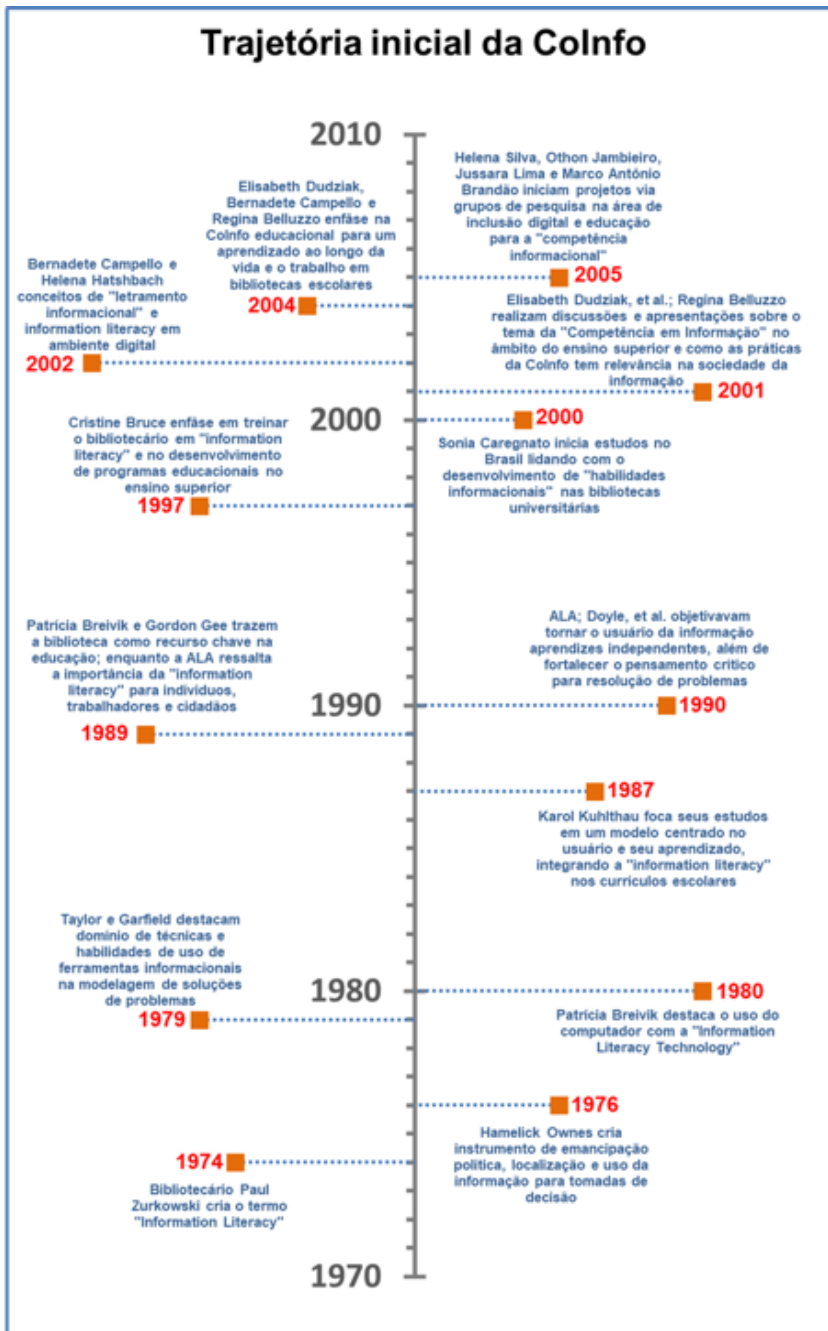 Trajetória inicial da CoInfo
2010
Helena Silva, Othon Jambieiro,
Jussara Lima e Marco Antônio
Brandão iniciam projetos via
grupos de pesquisa na área de
inclusão digital e educação
para a "competência
informacional"
2005
Elisabeth Dudziak,
Bernadete Campello e
Regina Belluzzo enfâse na
CoInfo educacional para um
aprendizado ao longo da
vida e o trabalho em
bibliotecas escolares
2004
Bernadete Campello e
Helena Hatshbach
conceitos de "letramento
informacional" e
information literacy em
ambiente digital
2002
Elisabeth Dudziak, et al.; Regina Belluzzo
realizam discussões e apresentações sobre o
tema da "Competência em Informação" no
âmbito do ensino superior e como as práticas
da CoInfo tem relevância na sociedade da
informação
2001
2000
2000
Sonia Caregnato inicia estudos no
Brasil lidando com o
desenvolvimento de "habilidades
informacionais" nas bibliotecas
universitárias
Cristine Bruce enfâse em treinar
o bibliotecário em "information
literacy" e no desenvolvimento
de programas educacionais no
ensino superior
1997
Patrícia Breivik e Gordon Gee trazem
a biblioteca como recurso chave na
educação; enquanto a ALA ressalta
a importância da "information
literacy" para indivíduos,
trabalhadores e cidadãos
1989
ALA; Doyle, et al. objetivavam
tornar o usuário da informação
aprendizes independentes, além de
fortalecer o pensamento crítico
para resolução de problemas
1990
1990
1987
Karol Kuhlthau foca seus estudos
em um modelo centrado no
usuário e seu aprendizado,
integrando a "information literacy"
nos currículos escolares
Taylor e Garfield destacam
domínio de técnicas e
habilidades de uso de
ferramentas informacionais
na modelagem de soluções
de problemas
1979
1980
1980
Patrícia Breivik destaca o uso do
computador com a "Information
Literacy Technology"
1976
Hamelick Ownes cria
instrumento de emancipação
política, localização e uso da
informação para tomadas de
decisão
1974
Bibliotecário Paul
Zurkowski cria o termo
"Information Literacy"
1970